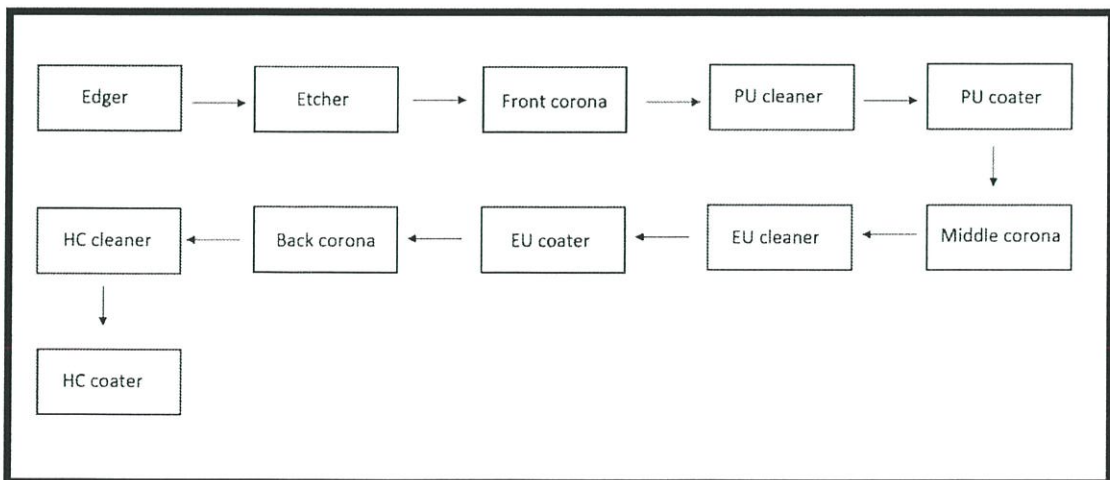 Edger
Etcher
Front corona
PU cleaner
PU coater
Middle corona
EU cleaner
EU coater
Back corona
HC cleaner
HC coater